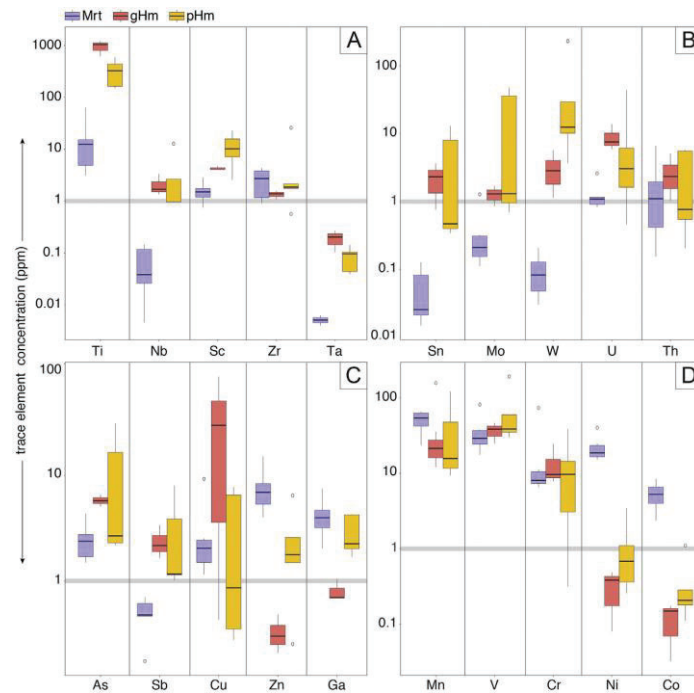 Mrt gHm pHm
A
B
1000
100
10
1
0.1
0.01
100
10
1
0.1
0.01
Ti Nb Sc Zr Ta
Sn Mo W U Th
trace element concentration (ppm)
C
D
100
10
1
100
10
1
0.1
As Sb Cu Zn Ga
Mn V Cr Ni Co